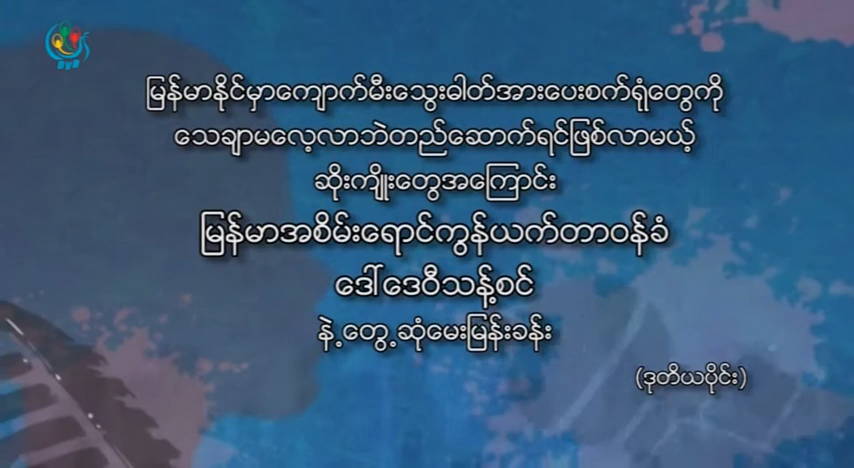 DVB
မြန်မာနိုင်မှာကျောက်မီးသွေးဓါတ်အားပေးစက်ရုံတွေကို
သေချာမလေ့လာဘဲတည်ဆောက်ရင်ဖြစ်လာမယ့်
ဆိုးကျိုးတွေအကြောင်း
မြန်မာအစိမ်းရောင်ကွန်ယက်တာဝန်ခံ
ဒေါ်ဒေဝီသန့်စင်
နဲ့တွေ့ဆုံမေးမြန်းခန်း
(ဒုတိယပိုင်း)